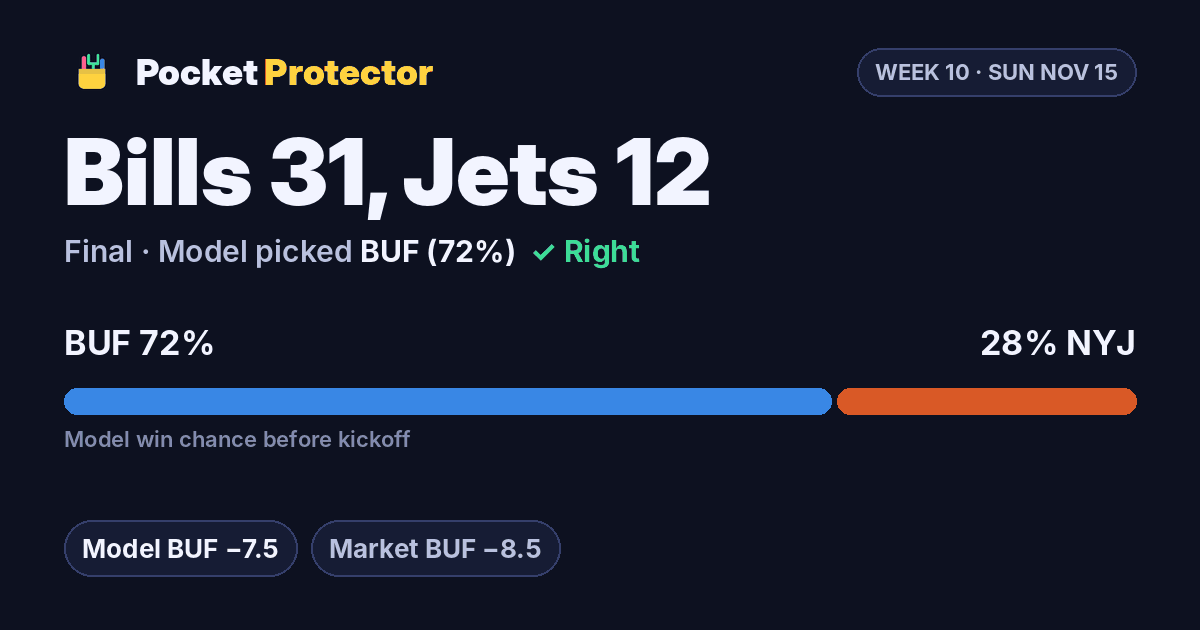 Pocket Protector
WEEK 10 · SUN NOV 15
Bills 31, Jets 12
Final · Model picked BUF (72%) ✓ Right
BUF 72%
28% NYJ
Model win chance before kickoff
Model BUF −7.5
Market BUF −8.5